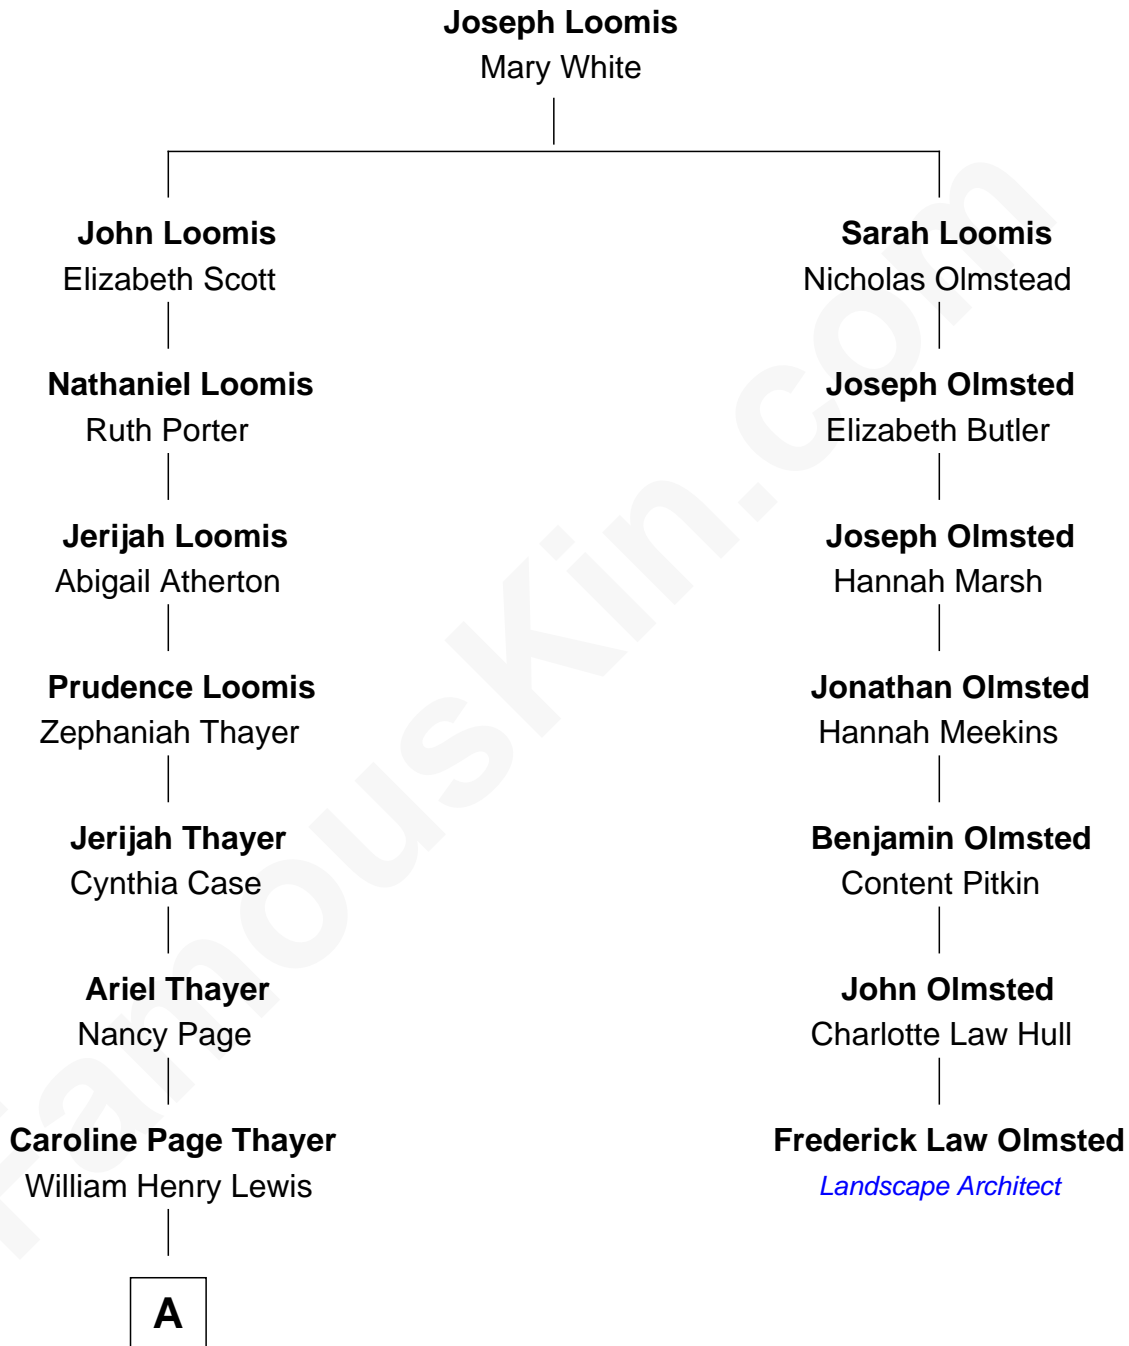 Joseph Loomis
Mary White
John Loomis
Elizabeth Scott
Sarah Loomis
Nicholas Olmstead
Nathaniel Loomis
Ruth Porter
Joseph Olmsted
Elizabeth Butler
Jerijah Loomis
Abigail Atherton
Joseph Olmsted
Hannah Marsh
Prudence Loomis
Zephaniah Thayer
Jonathan Olmsted
Hannah Meekins
Jerijah Thayer
Cynthia Case
Benjamin Olmsted
Content Pitkin
Ariel Thayer
Nancy Page
John Olmsted
Charlotte Law Hull
Caroline Page Thayer
William Henry Lewis
Frederick Law Olmsted
Landscape Architect
A
FamousKin.com